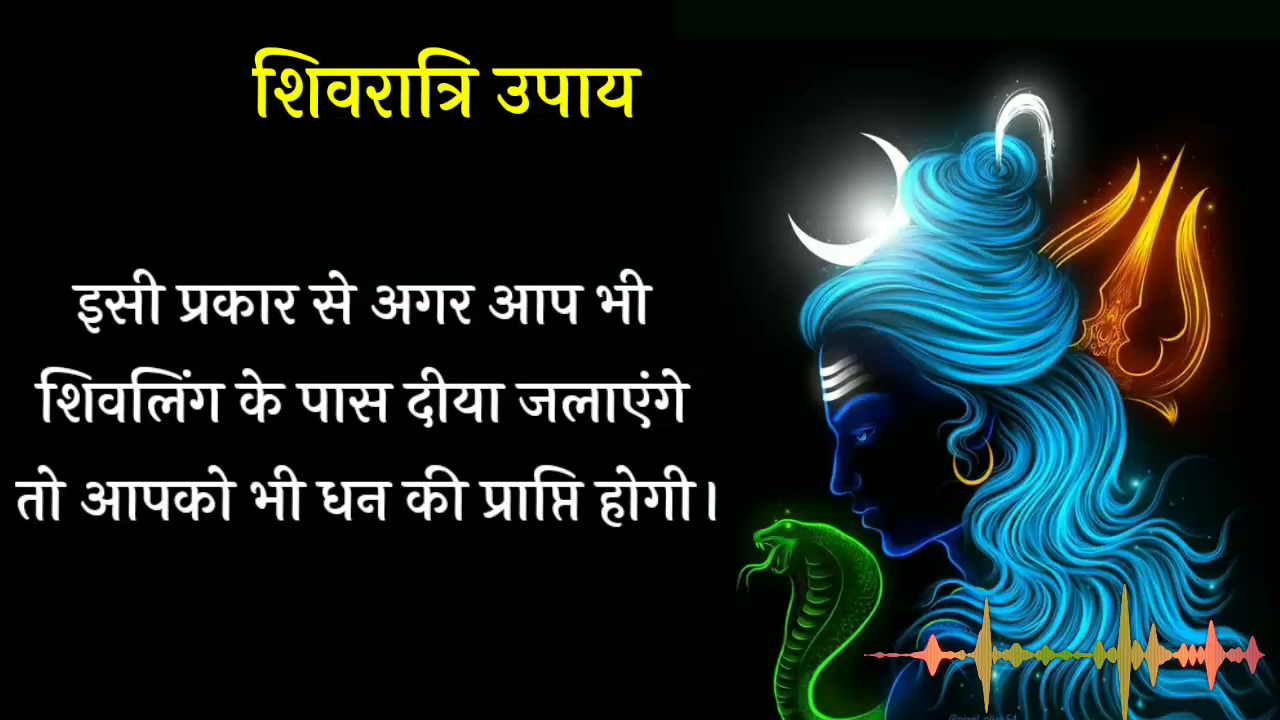 शिवरात्रि उपाय
इसी प्रकार से अगर आप भी
शिवलिंग के पास दीया जलाएंगे
तो आपको भी धन की प्राप्ति होगी।